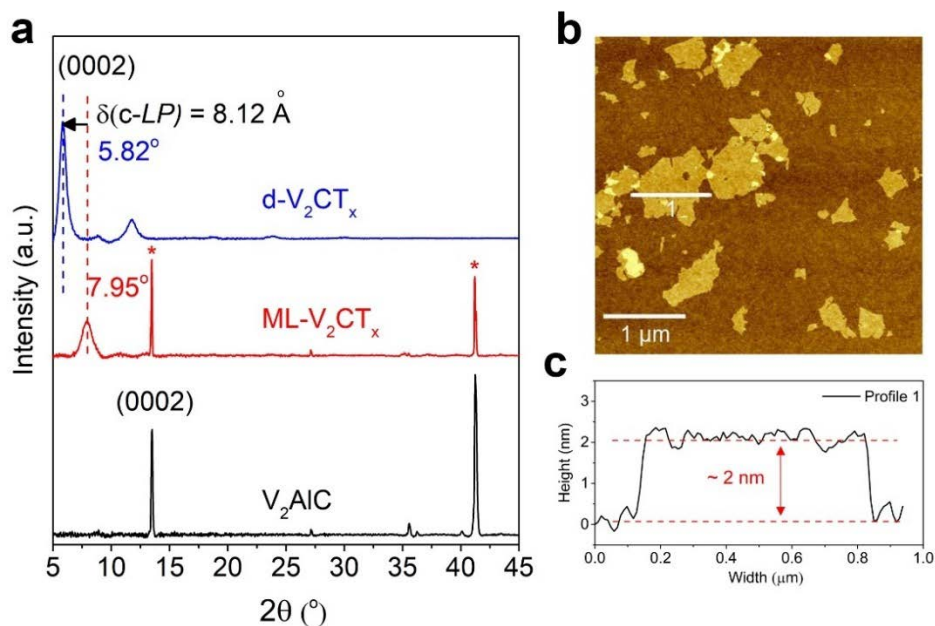 a
(0002)
δ(c-LP) = 8.12 Å
5.82°
d-V₂CTₓ
7.95°
*
*
ML-V₂CTₓ
(0002)
V₂AlC
Intensity (a.u.)
5 10 15 20 25 30 35 40 45
2θ (°)
b
1
1 μm
c
Profile 1
3
2
1
0
~ 2 nm
Height (nm)
0.0 0.2 0.4 0.6 0.8 1.0
Width (μm)